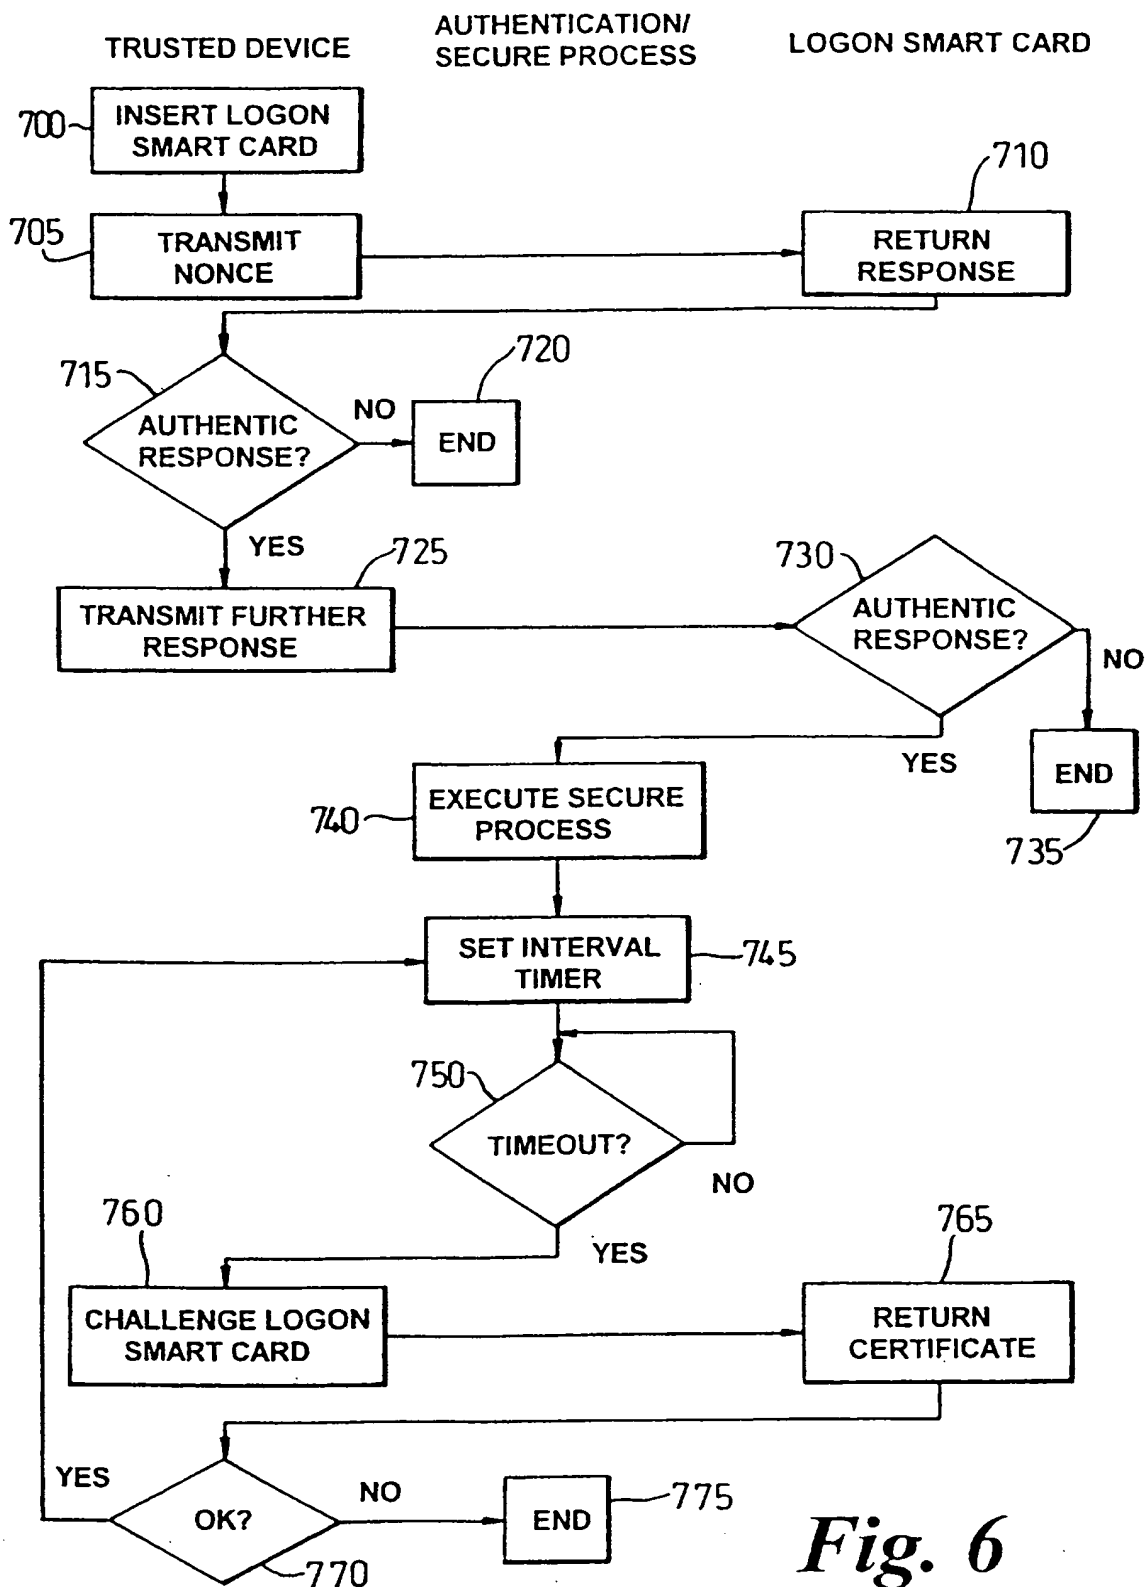 TRUSTED DEVICE
AUTHENTICATION/
SECURE PROCESS
LOGON SMART CARD
700
INSERT LOGON
SMART CARD
705
TRANSMIT
NONCE
710
RETURN
RESPONSE
715
AUTHENTIC
RESPONSE?
NO
720
END
YES
725
TRANSMIT FURTHER
RESPONSE
730
AUTHENTIC
RESPONSE?
NO
YES
END
735
740
EXECUTE SECURE
PROCESS
SET INTERVAL
TIMER
745
750
TIMEOUT?
NO
YES
760
CHALLENGE LOGON
SMART CARD
765
RETURN
CERTIFICATE
YES
OK?
NO
END
775
770
Fig. 6